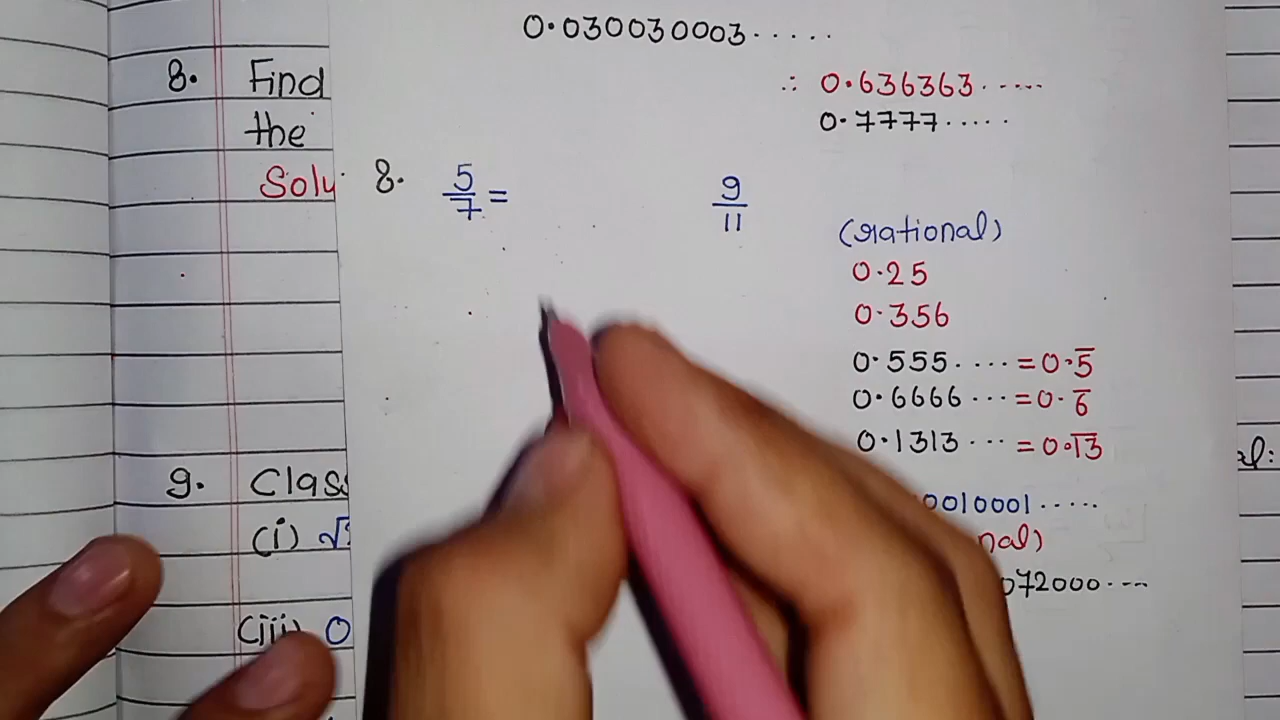 0.030030003.....
8. Find
∴ 0.636363.....
0.7777.....
the
Solu
8. 5/7 = 9/11
(rational)
0.25
0.356
0.555.... = 0.5̅
0.6666... = 0.6̅
0.1313... = 0.1̅3̅
9. Class
0010001.....
(i) √
nal)
072000....
(iii) 0